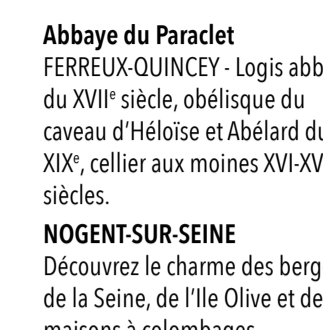 Abbaye du Paraclet
FERREUX-QUINCEY - Logis abb
du XVIIe siècle, obélisque du
caveau d'Héloïse et Abélard du
XIXe, cellier aux moines XVI-XV
siècles.
NOGENT-SUR-SEINE
Découvrez le charme des berg
de la Seine, de l'Ile Olive et de
maisons à colombages